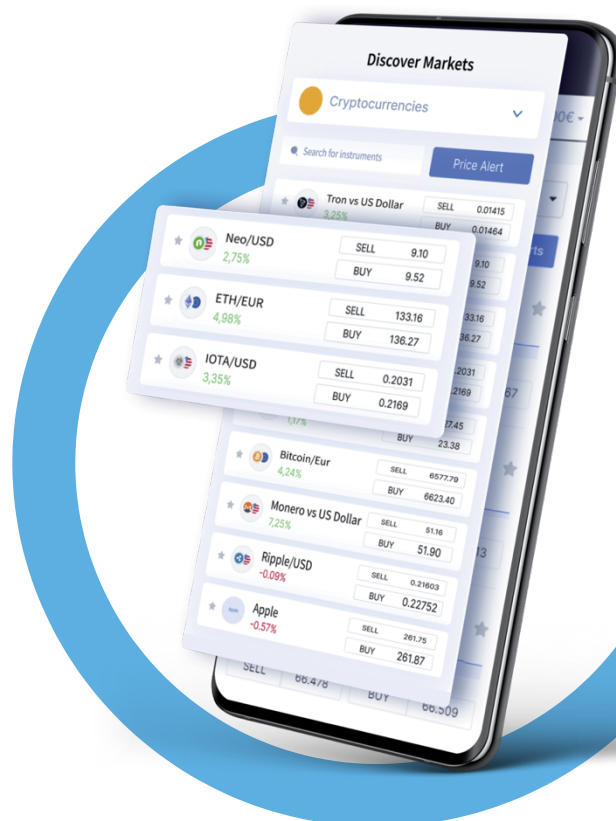 Discover Markets
Cryptocurrencies
Search for instruments
Price Alert
Tron vs US Dollar
3,25%
SELL 0.01415
BUY 0.01464
Neo/USD
2,75%
SELL 9.10
BUY 9.52
ETH/EUR
4,98%
SELL 133.16
BUY 136.27
IOTA/USD
3,35%
SELL 0.2031
BUY 0.2169
1,17%
BUY 23.38
Bitcoin/Eur
4,24%
SELL 6577.79
BUY 6623.40
Monero vs US Dollar
7,25%
SELL 51.16
BUY 51.90
Ripple/USD
-0.09%
SELL 0.21603
BUY 0.22752
Apple
-0.57%
SELL 261.75
BUY 261.87
SELL 66.478 BUY 66.509